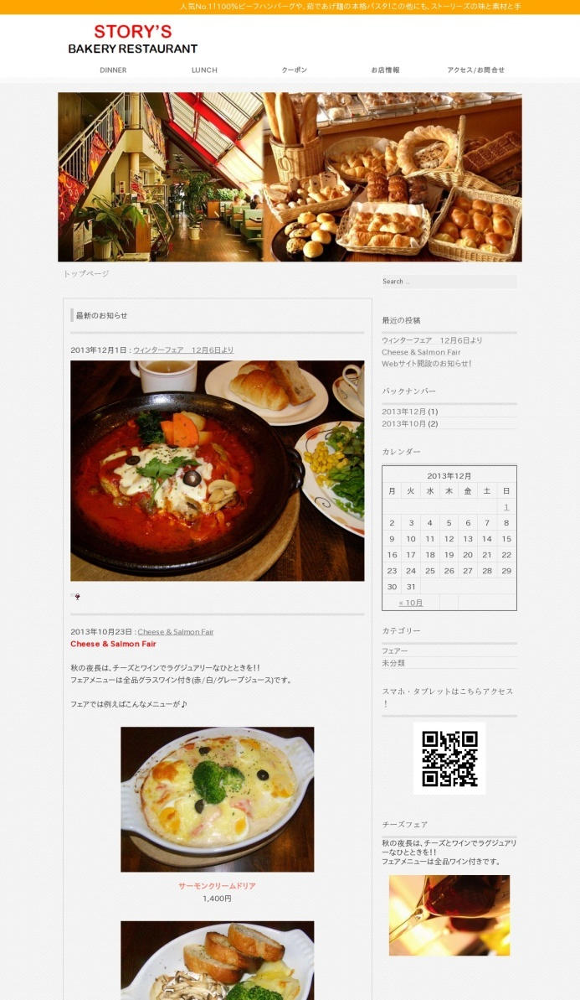 人気No.1!100%ビーフハンバーグや、茹であげ麺の本格パスタ!この他にも、ストーリーズの味と素材と手
STORY'S
BAKERY RESTAURANT
DINNER LUNCH クーポン お店情報 アクセス/お問合せ
トップページ
最新のお知らせ
2013年12月1日 : ウィンターフェア　12月6日より
2013年10月23日 : Cheese & Salmon Fair
Cheese & Salmon Fair
秋の夜長は、チーズとワインでラグジュアリーなひとときを!!
フェアメニューは全品グラスワイン付き(赤/白/グレープジュース)です。
フェアでは例えばこんなメニューが♪
サーモンクリームドリア
1,400円
Search ...
最近の投稿
ウィンターフェア　12月6日より
Cheese & Salmon Fair
Webサイト開設のお知らせ!
バックナンバー
2013年12月 (1)
2013年10月 (2)
カレンダー
2013年12月
月 火 水 木 金 土 日
1
2 3 4 5 6 7 8
9 10 11 12 13 14 15
16 17 18 19 20 21 22
23 24 25 26 27 28 29
30 31
« 10月
カテゴリー
フェアー
未分類
スマホ・タブレットはこちらアクセス
!
チーズフェア
秋の夜長は、チーズとワインでラグジュアリ
ーなひとときを!!
フェアメニューは全品ワイン付きです。